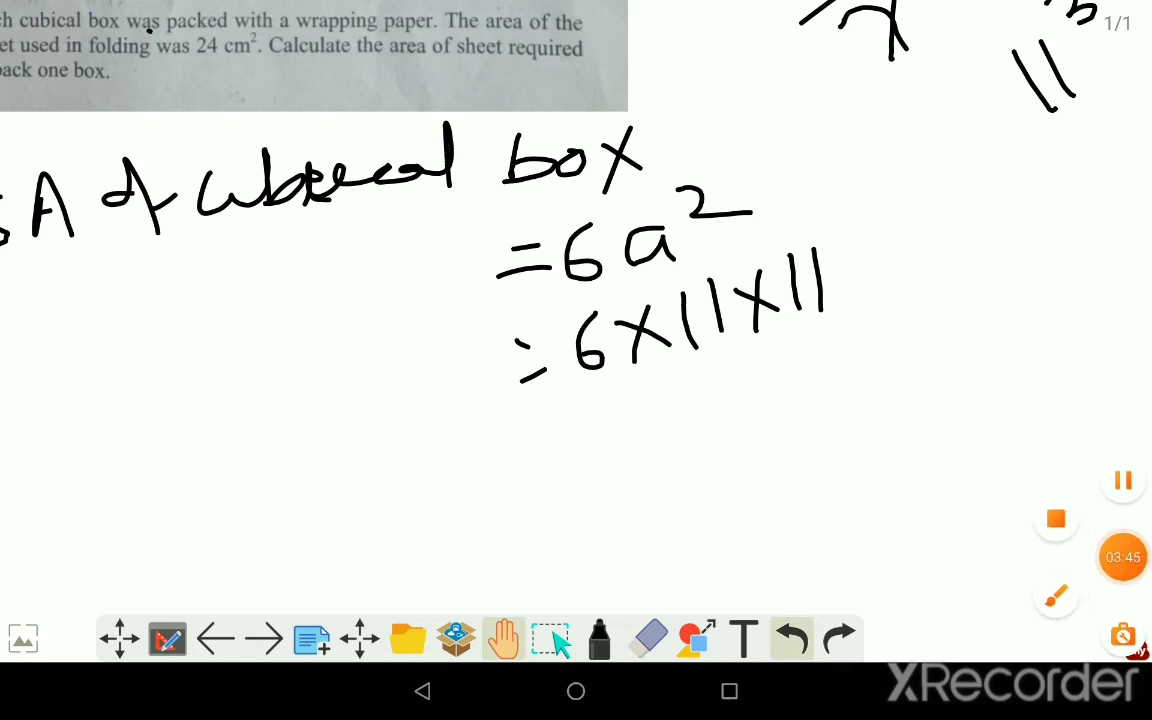 h cubical box was packed with a wrapping paper. The area of the
et used in folding was 24 cm². Calculate the area of sheet required
pack one box.
1/1
11
A of cubical box
= 6a²
= 6×11×11
03:45
T
XRecorder